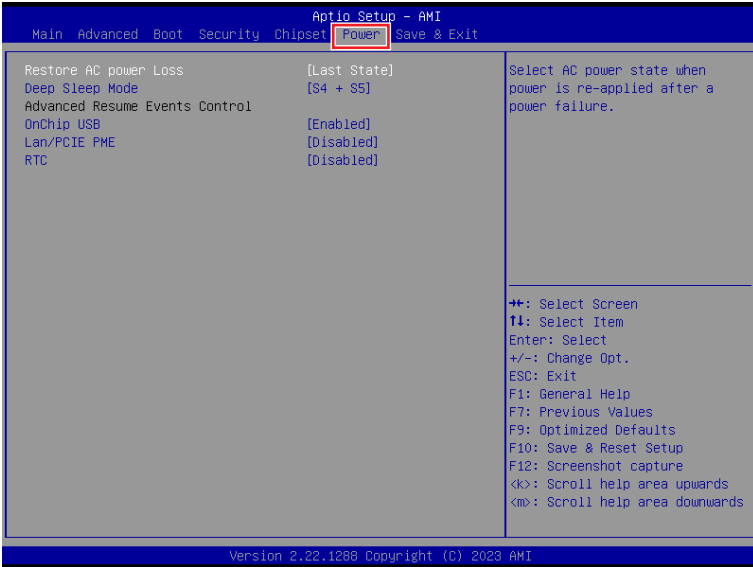 Aptio Setup - AMI
Main Advanced Boot Security Chipset Power Save & Exit
Restore AC power Loss [Last State]
Deep Sleep Mode [S4 + S5]
Advanced Resume Events Control
OnChip USB [Enabled]
Lan/PCIE PME [Disabled]
RTC [Disabled]
Select AC power state when
power is re-applied after a
power failure.
→←: Select Screen
↑↓: Select Item
Enter: Select
+/-: Change Opt.
ESC: Exit
F1: General Help
F7: Previous Values
F9: Optimized Defaults
F10: Save & Reset Setup
F12: Screenshot capture
<k>: Scroll help area upwards
<m>: Scroll help area downwards
Version 2.22.1288 Copyright (C) 2023 AMI